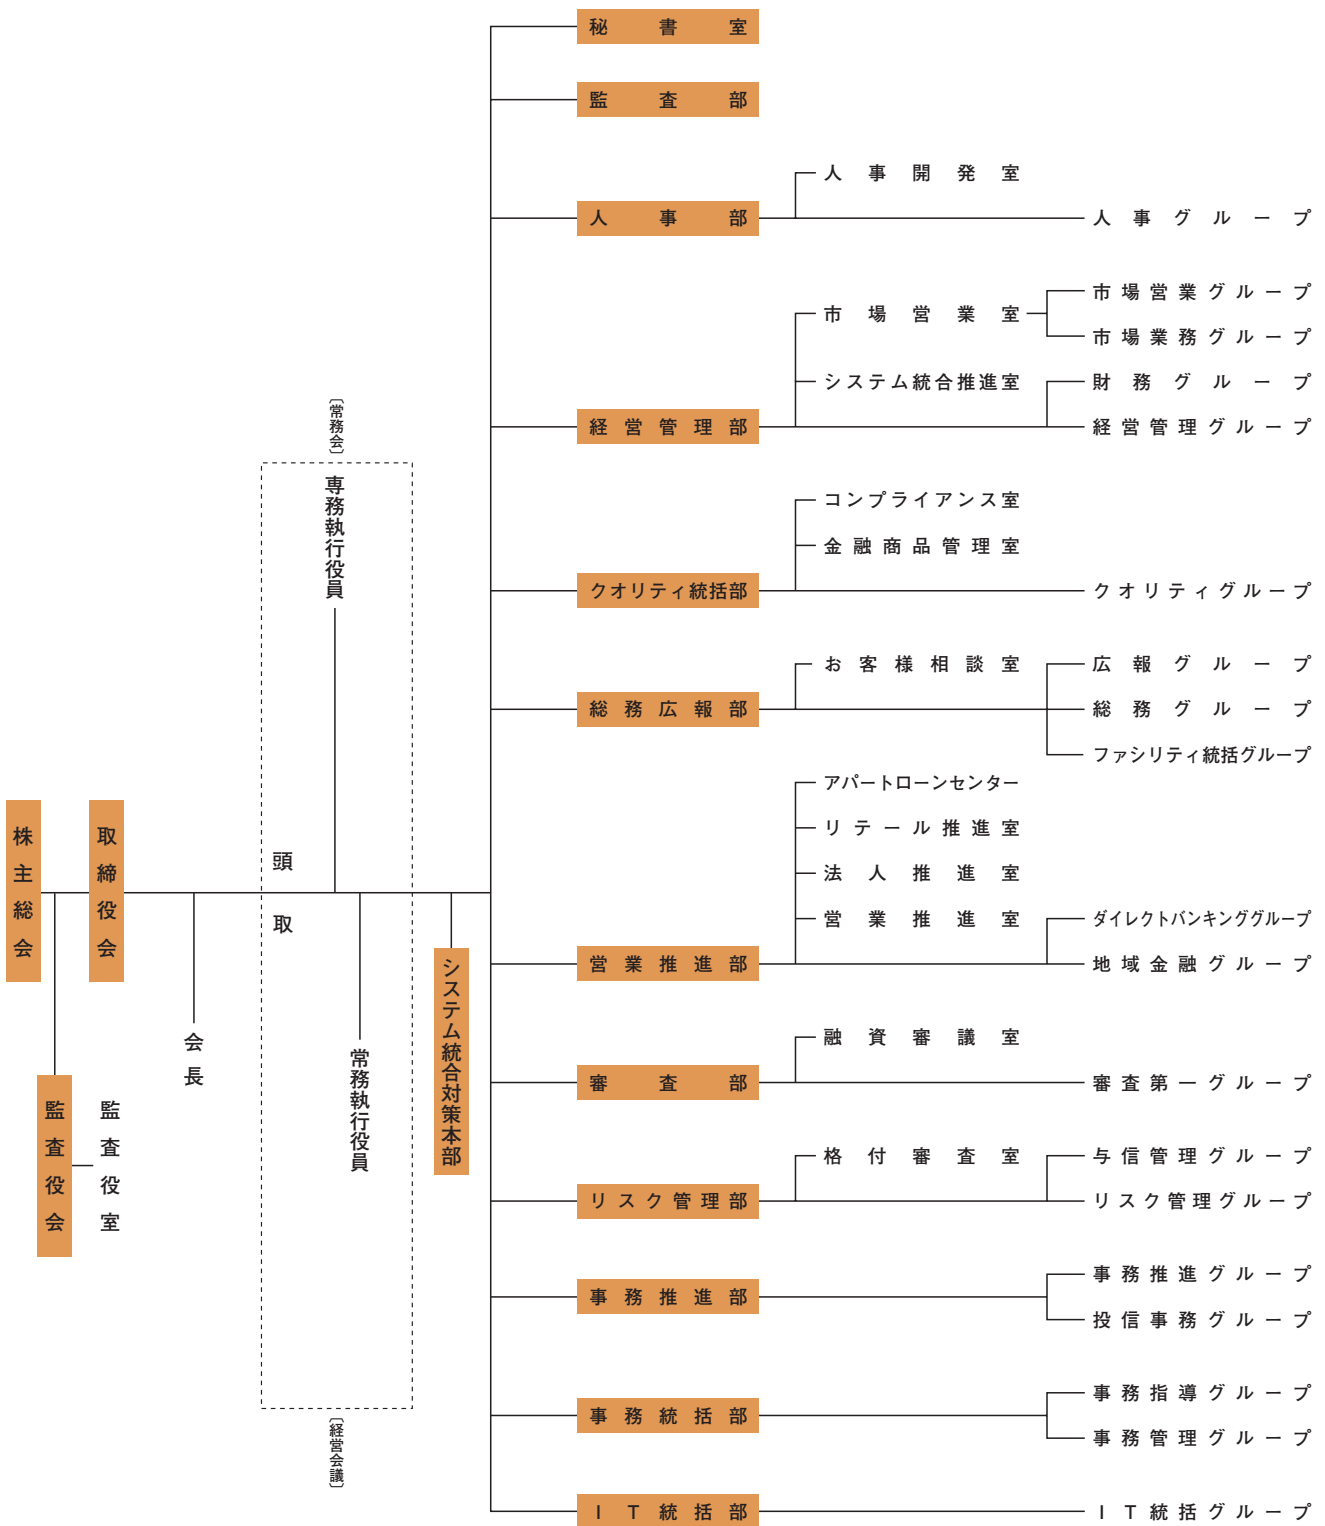 株主総会
取締役会
監査役会
監査役室
会長
頭取
〔常務会〕
専務執行役員
常務執行役員
〔経営会議〕
システム統合対策本部
秘書室
監査部
人事部
人事開発室
人事グループ
経営管理部
市場営業室
市場営業グループ
市場業務グループ
システム統合推進室
財務グループ
経営管理グループ
クオリティ統括部
コンプライアンス室
金融商品管理室
クオリティグループ
総務広報部
お客様相談室
広報グループ
総務グループ
ファシリティ統括グループ
営業推進部
アパートローンセンター
リテール推進室
法人推進室
営業推進室
ダイレクトバンキンググループ
地域金融グループ
審査部
融資審議室
審査第一グループ
リスク管理部
格付審査室
与信管理グループ
リスク管理グループ
事務推進部
事務推進グループ
投信事務グループ
事務統括部
事務指導グループ
事務管理グループ
IT統括部
IT統括グループ